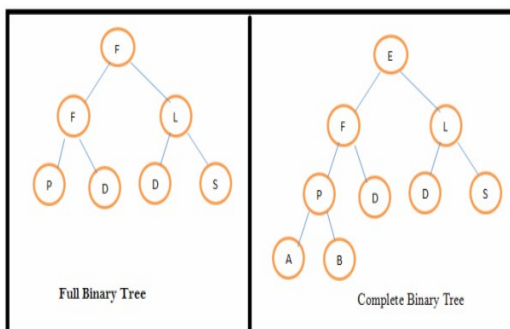 F
F L
P D D S
Full Binary Tree
E
F L
P D D S
A B
Complete Binary Tree